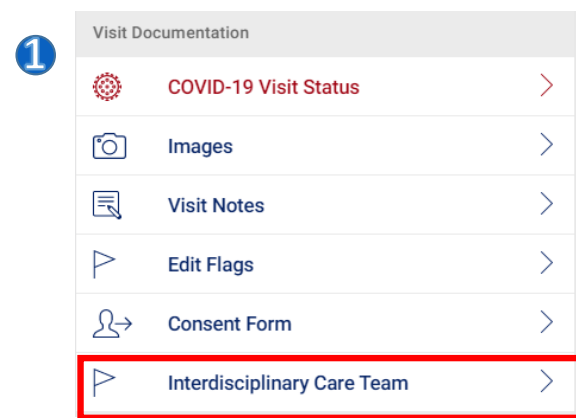 Visit Documentation
1
COVID-19 Visit Status
Images
Visit Notes
Edit Flags
Consent Form
Interdisciplinary Care Team